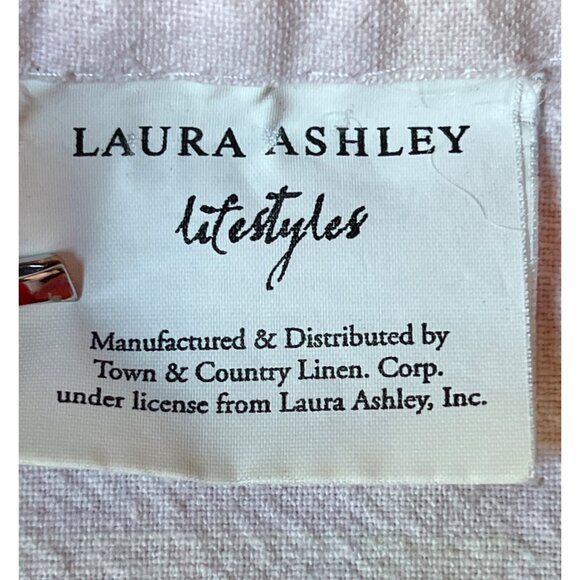 LAURA ASHLEY
lifestyles
Manufactured & Distributed by
Town & Country Linen. Corp.
under license from Laura Ashley, Inc.